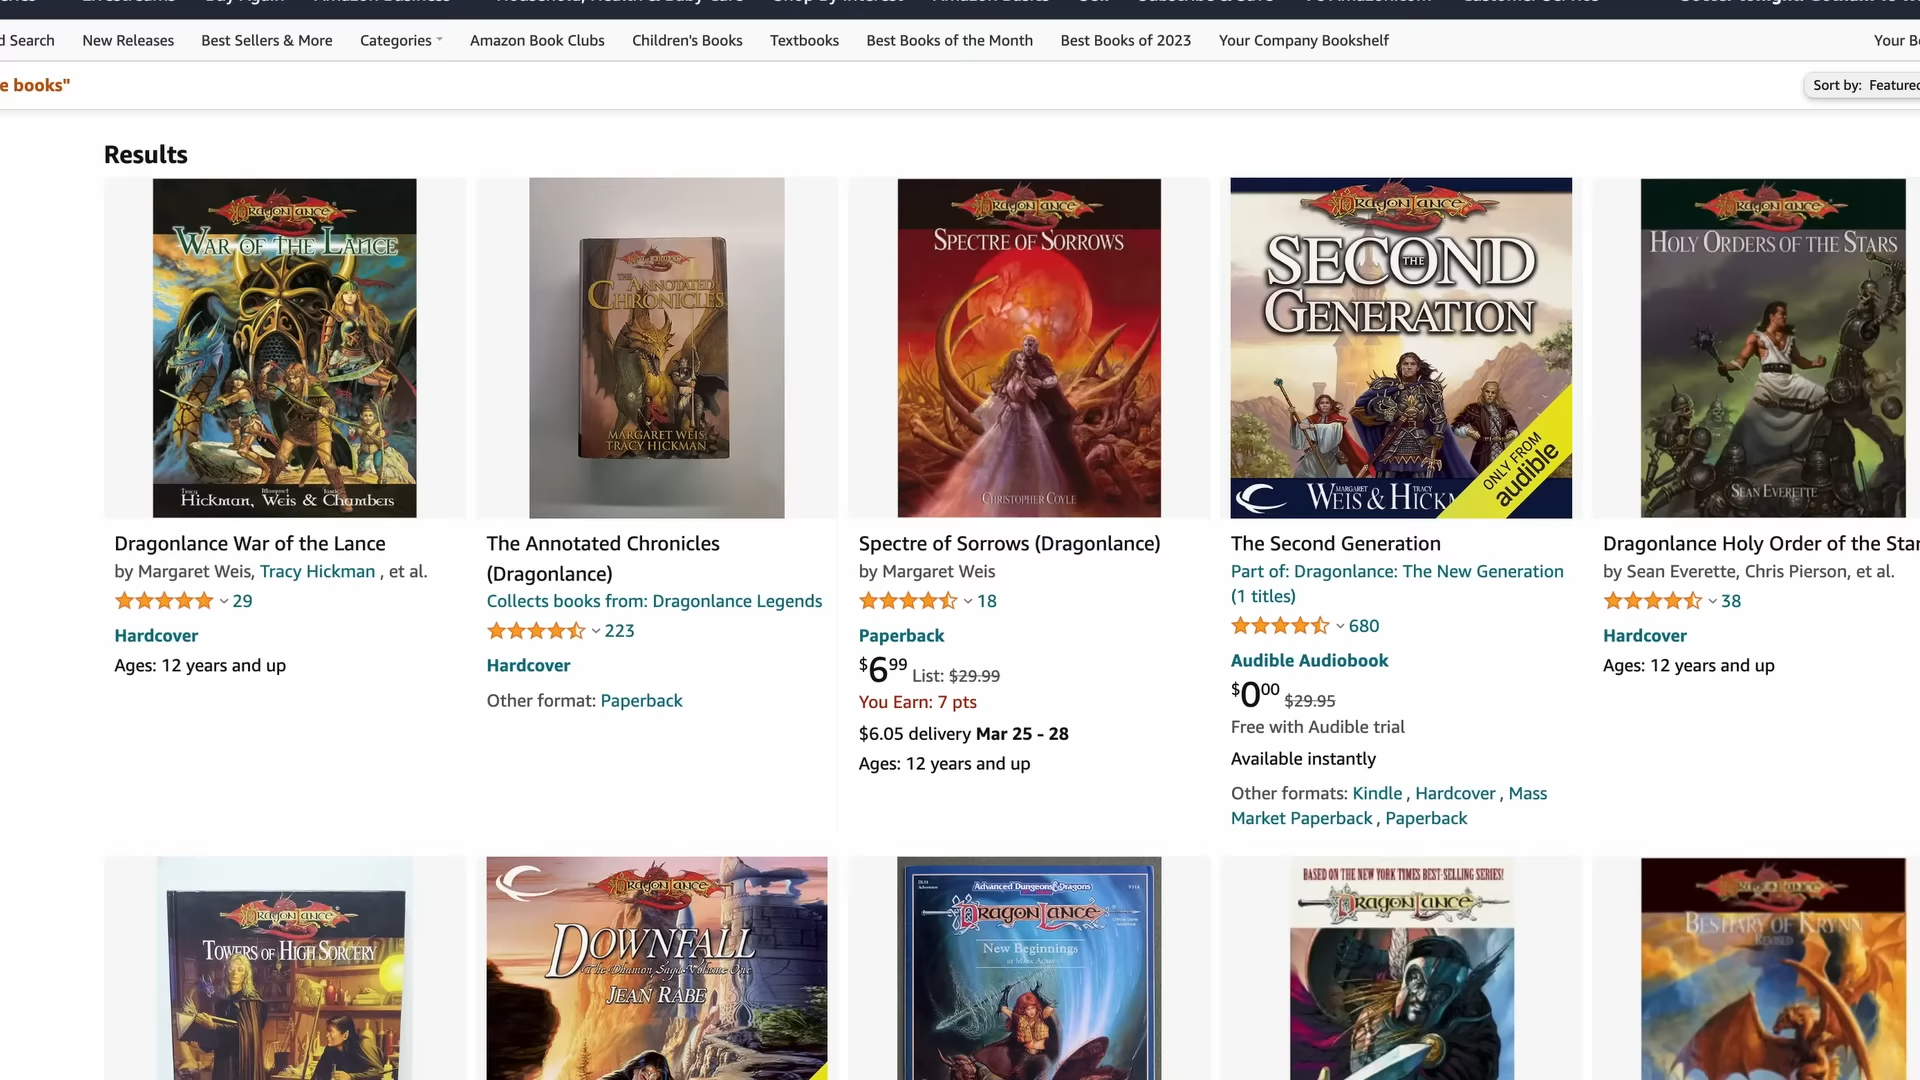 d Search New Releases Best Sellers & More Categories Amazon Book Clubs Children's Books Textbooks Best Books of the Month Best Books of 2023 Your Company Bookshelf Your B
e books"
Sort by: Featured
Results
DRAGONLANCE
WAR OF THE LANCE
HICKMAN, WEIS & CHAMBERS
Dragonlance War of the Lance
by Margaret Weis, Tracy Hickman , et al.
29
Hardcover
Ages: 12 years and up
THE ANNOTATED CHRONICLES
MARGARET WEIS
TRACY HICKMAN
The Annotated Chronicles
(Dragonlance)
Collects books from: Dragonlance Legends
223
Hardcover
Other format: Paperback
DRAGONLANCE
SPECTRE OF SORROWS
CHRISTOPHER COYLE
Spectre of Sorrows (Dragonlance)
by Margaret Weis
18
Paperback
$6.99 List: $29.99
You Earn: 7 pts
$6.05 delivery Mar 25 - 28
Ages: 12 years and up
DRAGONLANCE
THE SECOND
GENERATION
MARGARET WEIS & TRACY HICKM
ONLY FROM
audible
The Second Generation
Part of: Dragonlance: The New Generation
(1 titles)
680
Audible Audiobook
$0.00 $29.95
Free with Audible trial
Available instantly
Other formats: Kindle , Hardcover , Mass
Market Paperback , Paperback
DRAGONLANCE
HOLY ORDERS OF THE STARS
SEAN EVERETTE
Dragonlance Holy Order of the Star
by Sean Everette, Chris Pierson, et al.
38
Hardcover
Ages: 12 years and up
DRAGONLANCE
TOWERS OF HIGH SORCERY
DRAGONLANCE
DOWNFALL
The Dhamon Saga Volume One
JEAN RABE
Advanced Dungeons & Dragons
DRAGONLANCE
New Beginnings
BY MARK ACRES
BASED ON THE NEW YORK TIMES BEST-SELLING SERIES!
DRAGONLANCE
DRAGONLANCE
BESTIARY OF KRYNN
REVISED